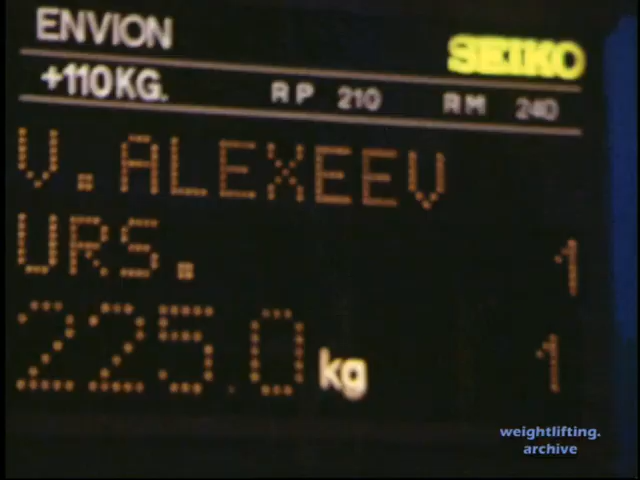 ENVION
SEIKO
+110KG. RP 210 RM 240
V.ALEXEEV
URS. 1
225.0 kg 1
weightlifting.
archive